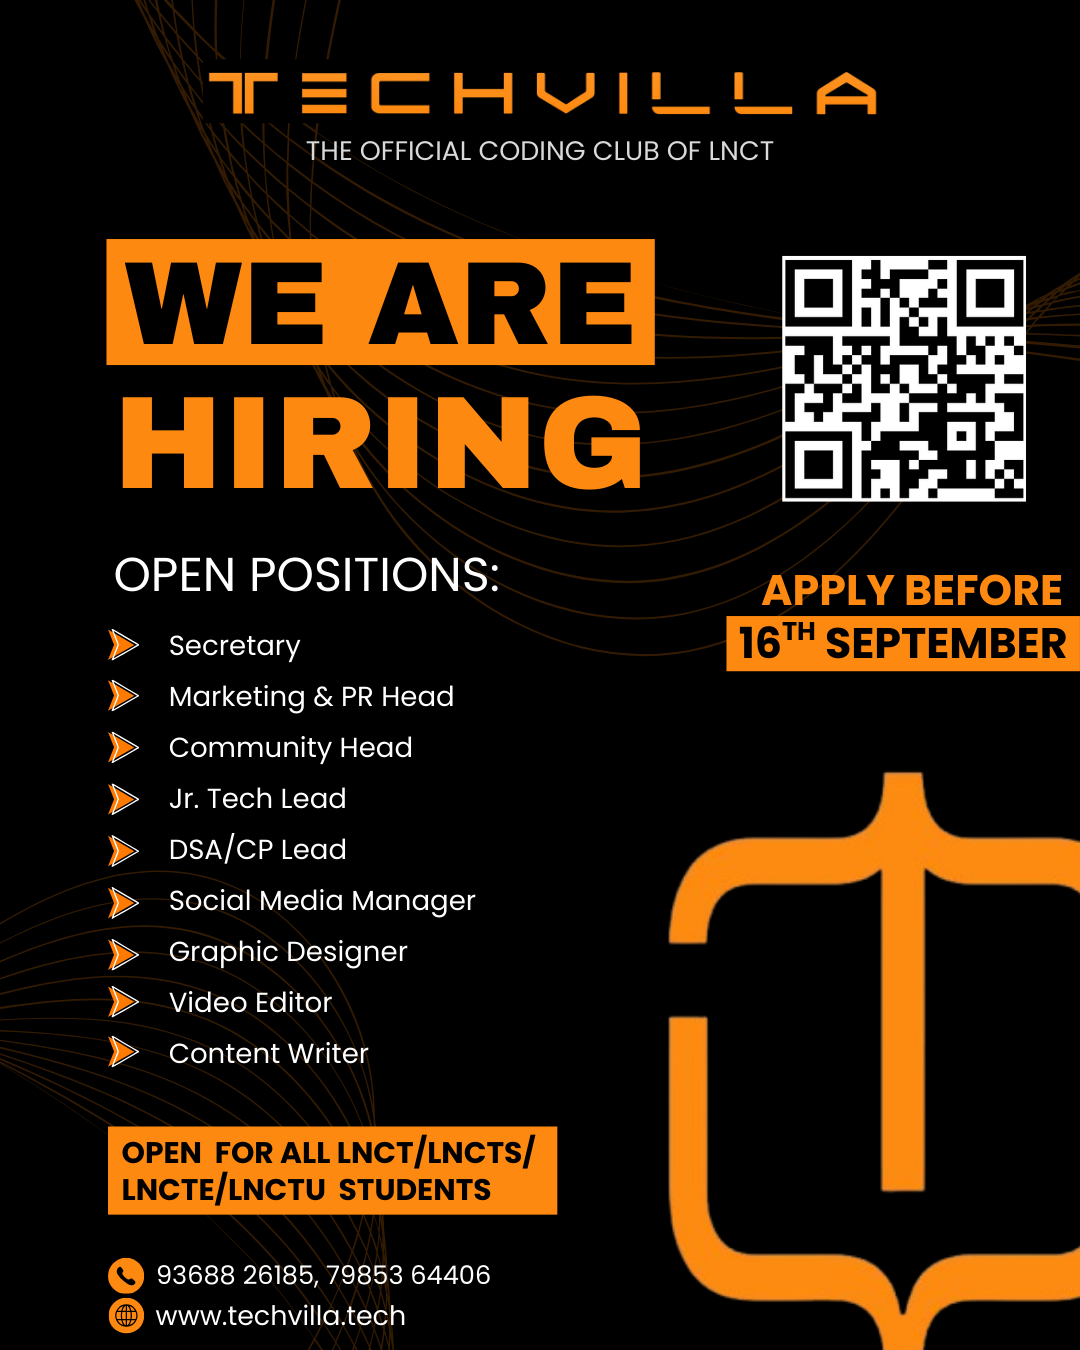 TECHVILLA
THE OFFICIAL CODING CLUB OF LNCT
WE ARE
HIRING
OPEN POSITIONS:
Secretary
Marketing & PR Head
Community Head
Jr. Tech Lead
DSA/CP Lead
Social Media Manager
Graphic Designer
Video Editor
Content Writer
APPLY BEFORE
16TH SEPTEMBER
OPEN FOR ALL LNCT/LNCTS/
LNCTE/LNCTU STUDENTS
93688 26185, 79853 64406
www.techvilla.tech